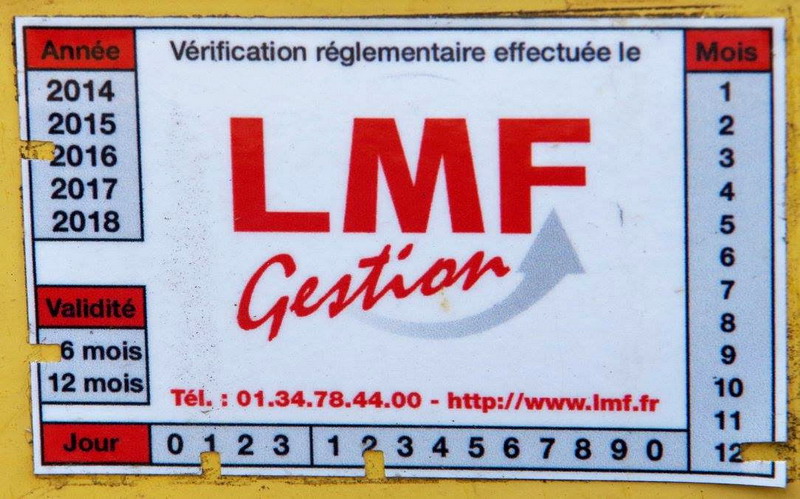 Année
2014
2015
2016
2017
2018
Validité
6 mois
12 mois
Vérification réglementaire effectuée le
LMF
Gestion
Tél. : 01.34.78.44.00 - http://www.lmf.fr
Mois
1
2
3
4
5
6
7
8
9
10
11
12
Jour 0 1 2 3 1 2 3 4 5 6 7 8 9 0